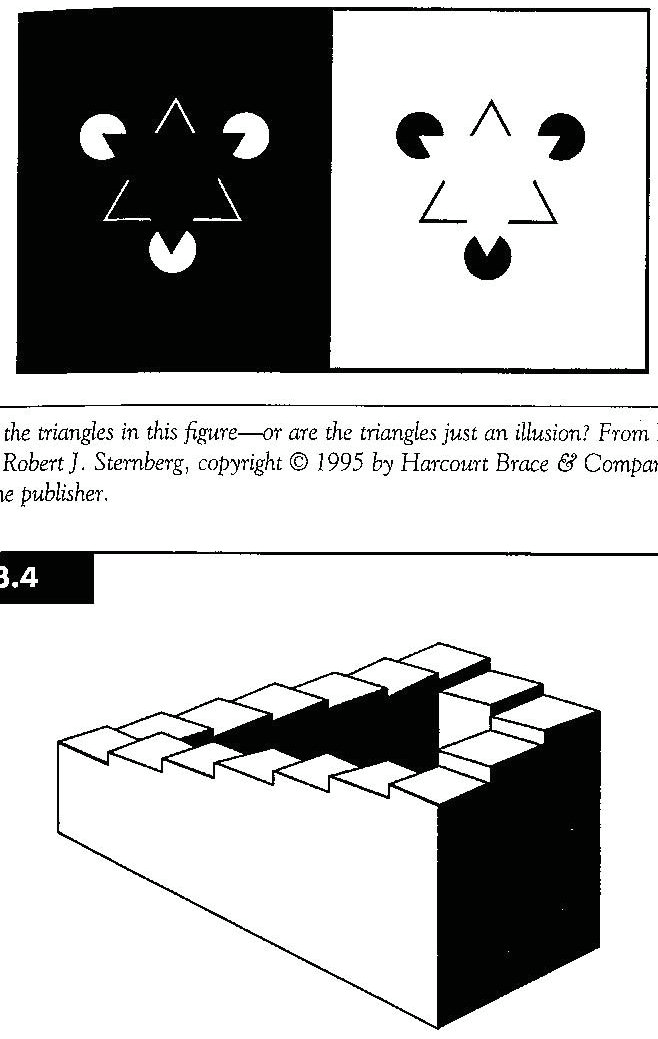 the triangles in this figure—or are the triangles just an illusion? From
Robert J. Sternberg, copyright © 1995 by Harcourt Brace & Compan
publisher.
3.4